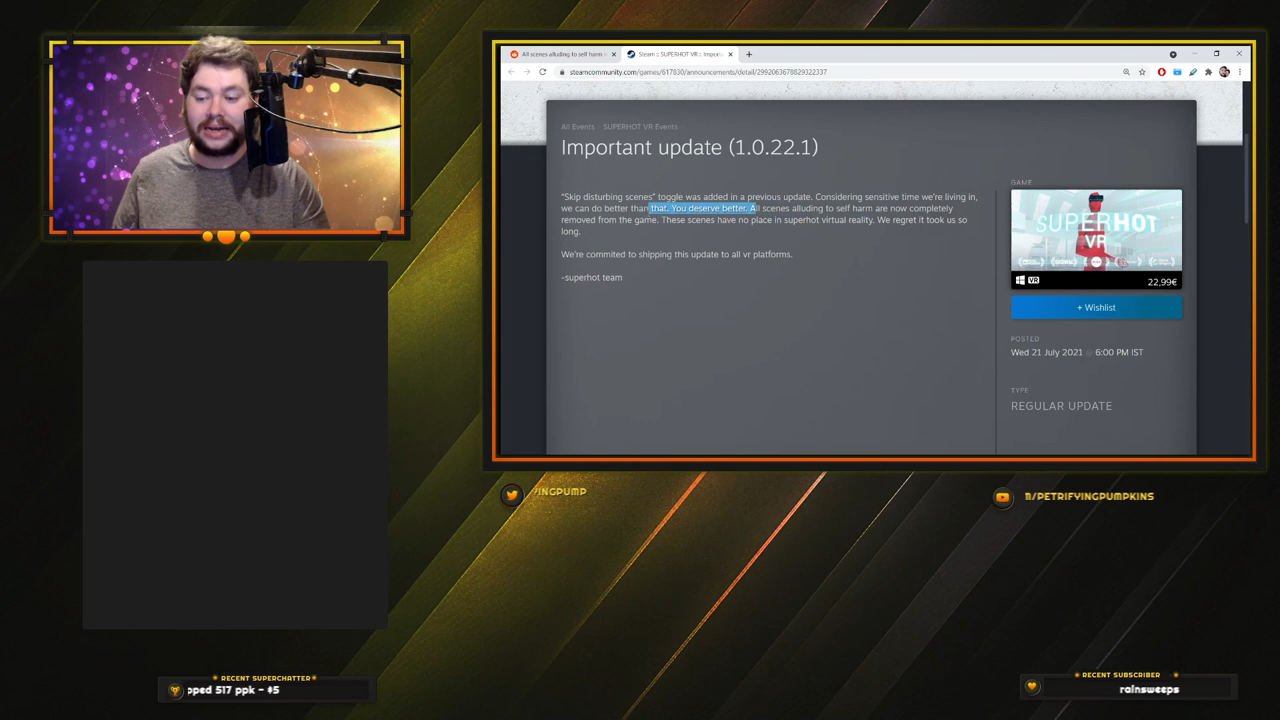 All scenes alluding to self harm
Steam :: SUPERHOT VR :: Import
steamcommunity.com/games/617830/announcements/detail/2992063678829322337
All Events
SUPERHOT VR Events
Important update (1.0.22.1)
“Skip disturbing scenes” toggle was added in a previous update. Considering sensitive time we're living in,
we can do better than that. You deserve better. All scenes alluding to self harm are now completely
removed from the game. These scenes have no place in superhot virtual reality. We regret it took us so
long.
We're commited to shipping this update to all vr platforms.
-superhot team
GAME
SUPERHOT
VR
VR
22,99€
+ Wishlist
POSTED
Wed 21 July 2021 @ 6:00 PM IST
TYPE
REGULAR UPDATE
YINGPUMP
M/PETRIFYINGPUMPKINS
RECENT SUPERCHATTER
pped 517 ppk - $5
RECENT SUBSCRIBER
rainsweeps